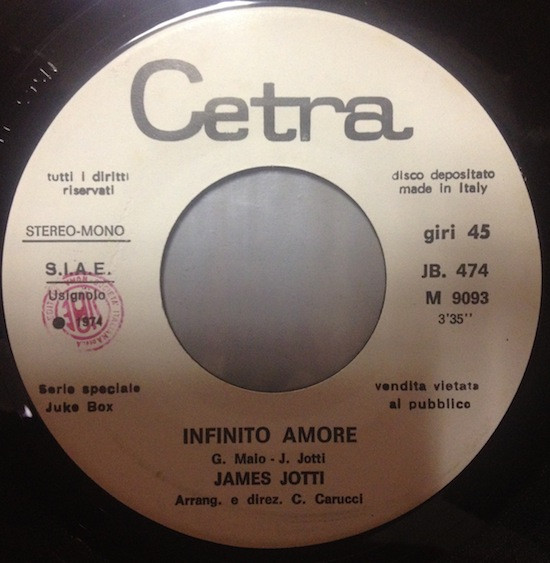 Cetra
tutti i diritti
riservati
disco depositato
made in Italy
STEREO-MONO
giri 45
S.I.A.E.
JB. 474
Usignolo
M 9093
1974
3'35''
Serie speciale
Juke Box
vendita vietata
al pubblico
INFINITO AMORE
G. Malo - J. Jotti
JAMES JOTTI
Arrang. e direz. C. Carucci